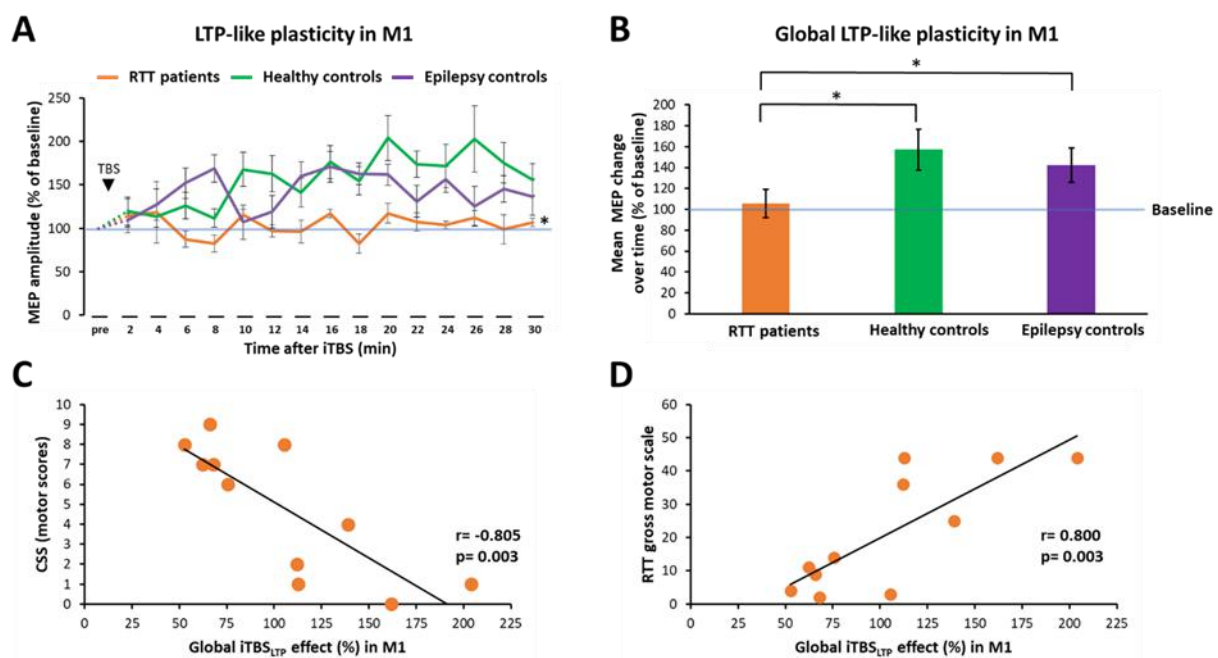 A
LTP-like plasticity in M1
RTT patients Healthy controls Epilepsy controls
MEP amplitude (% of baseline)
250
200
150
100
50
0
TBS
*
pre 2 4 6 8 10 12 14 16 18 20 22 24 26 28 30
Time after iTBS (min)
B
Global LTP-like plasticity in M1
*
*
Mean MEP change
over time (% of baseline)
200
180
160
140
120
100
80
60
40
20
0
Baseline
RTT patients Healthy controls Epilepsy controls
C
CSS (motor scores)
10
9
8
7
6
5
4
3
2
1
0
r= -0.805
p= 0.003
0 25 50 75 100 125 150 175 200 225
Global iTBSLTP effect (%) in M1
D
RTT gross motor scale
60
50
40
30
20
10
0
r= 0.800
p= 0.003
0 25 50 75 100 125 150 175 200 225
Global iTBSLTP effect (%) in M1